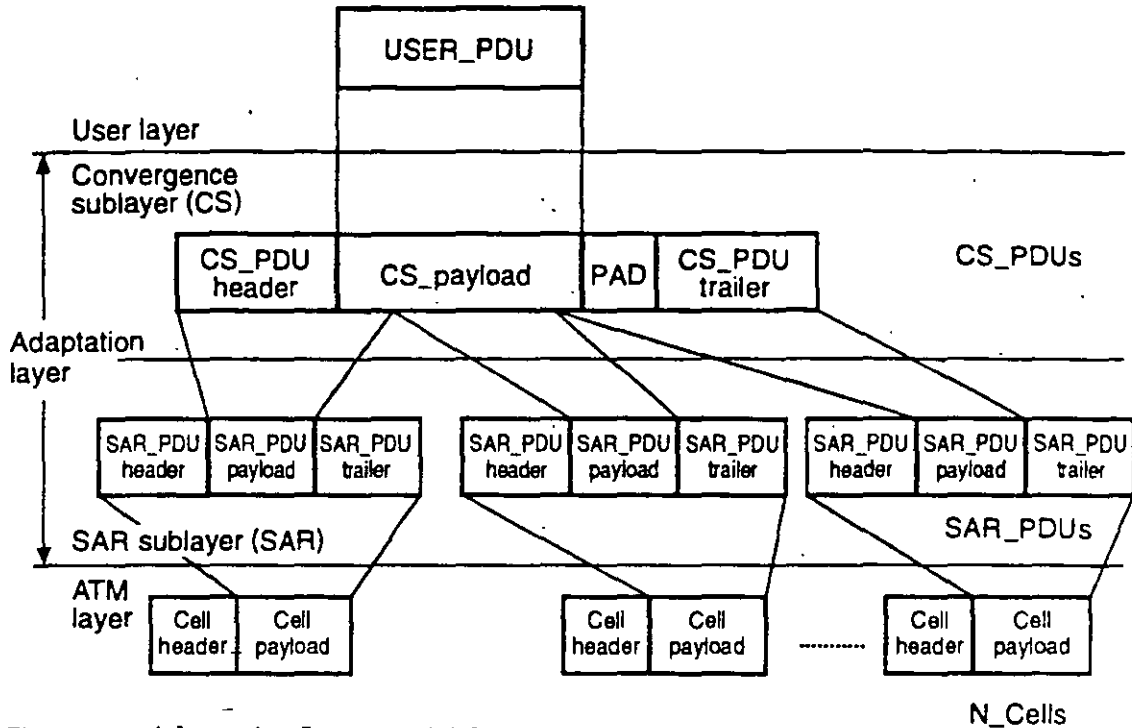 USER_PDU
User layer
Convergence
sublayer (CS)
CS_PDU
header
CS_payload
PAD
CS_PDU
trailer
CS_PDUs
Adaptation
layer
SAR_PDU
header
SAR_PDU
payload
SAR_PDU
trailer
SAR_PDU
header
SAR_PDU
payload
SAR_PDU
trailer
SAR_PDU
header
SAR_PDU
payload
SAR_PDU
trailer
SAR sublayer (SAR)
SAR_PDUs
ATM
layer
Cell
header
Cell
payload
Cell
header
Cell
payload
Cell
header
Cell
payload
N_Cells